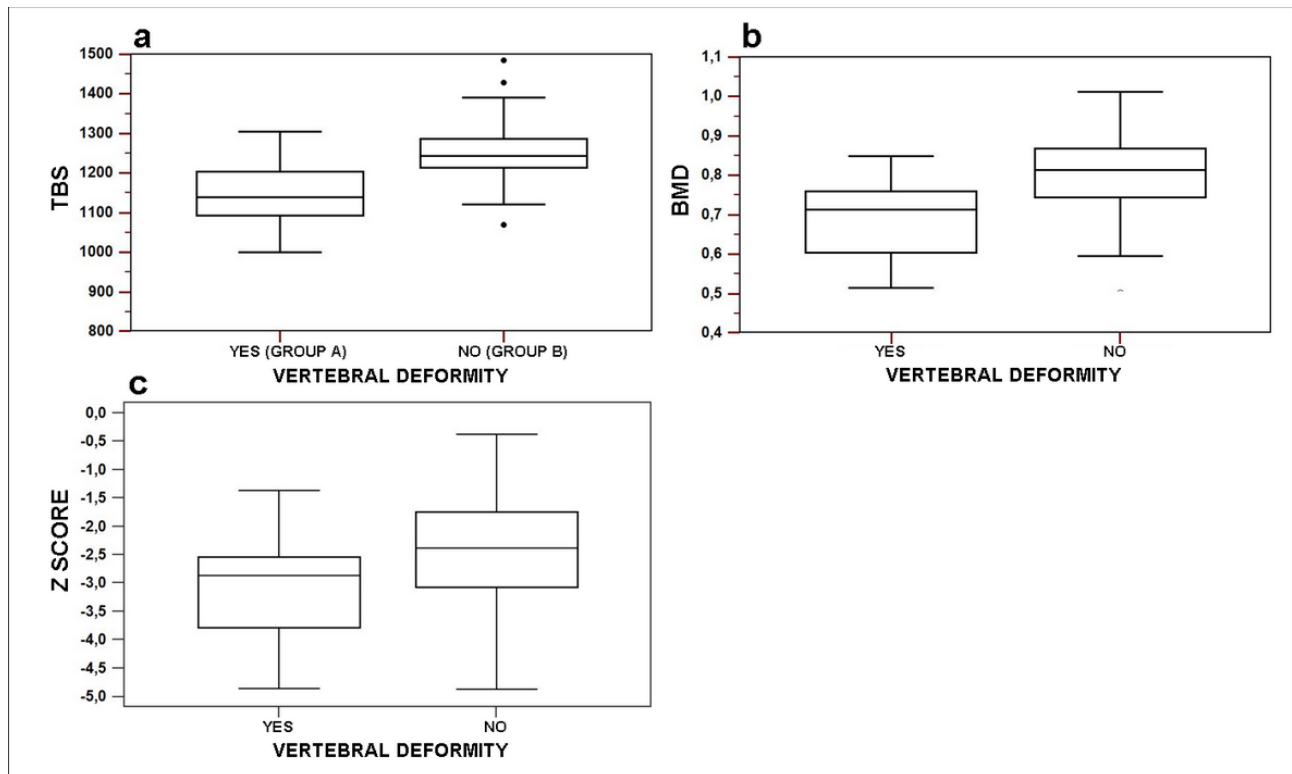 a
1500
1400
1300
1200
1100
1000
900
800
TBS
YES (GROUP A) NO (GROUP B)
VERTEBRAL DEFORMITY
b
1,1
1,0
0,9
0,8
0,7
0,6
0,5
0,4
BMD
YES NO
VERTEBRAL DEFORMITY
c
0,0
-0,5
-1,0
-1,5
-2,0
-2,5
-3,0
-3,5
-4,0
-4,5
-5,0
Z SCORE
YES NO
VERTEBRAL DEFORMITY